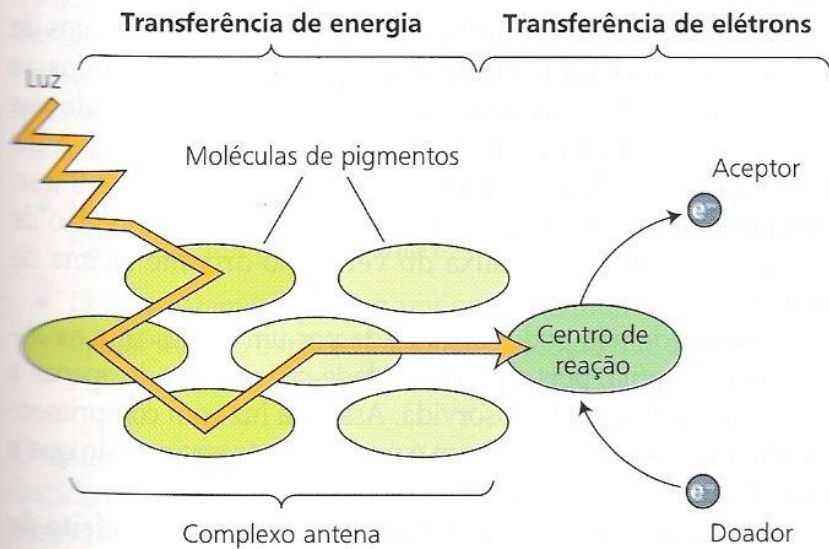 Transferência de energia
Transferência de elétrons
Luz
Moléculas de pigmentos
Aceptor
e⁻
Centro de
reação
e⁻
Complexo antena
Doador